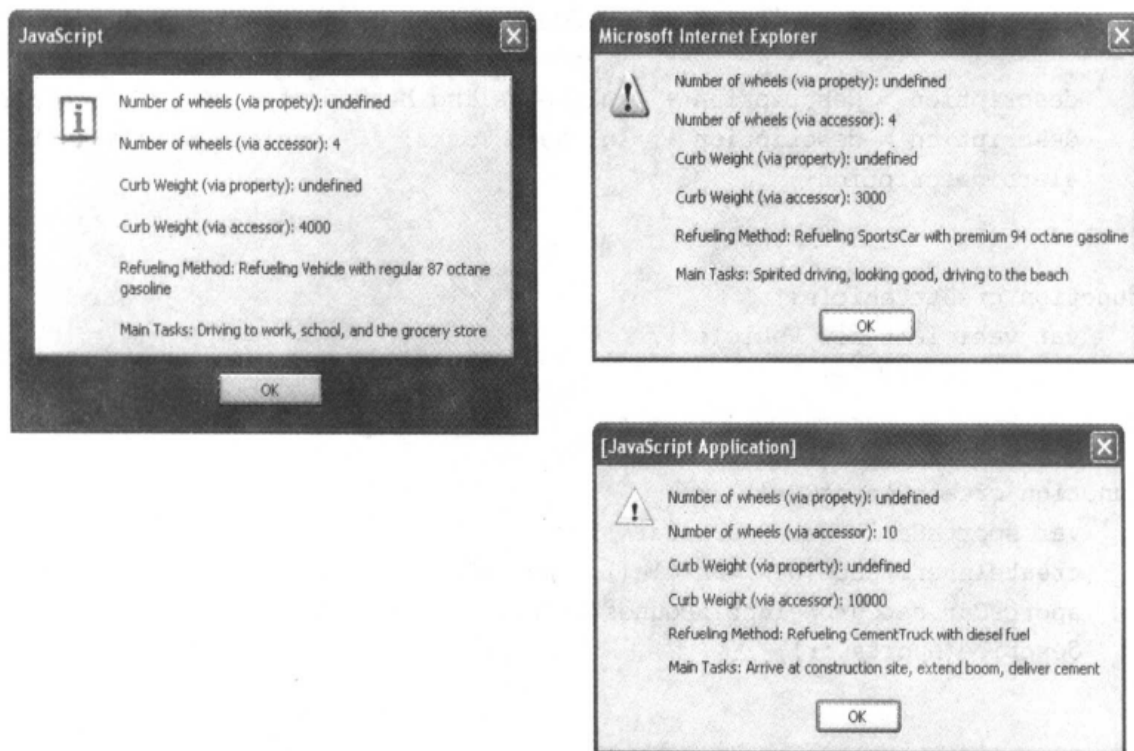 JavaScript
Number of wheels (via propety): undefined
Number of wheels (via accessor): 4
Curb Weight (via property): undefined
Curb Weight (via accessor): 4000
Refueling Method: Refueling Vehicle with regular 87 octane
gasoline
Main Tasks: Driving to work, school, and the grocery store
OK
Microsoft Internet Explorer
Number of wheels (via propety): undefined
Number of wheels (via accessor): 4
Curb Weight (via property): undefined
Curb Weight (via accessor): 3000
Refueling Method: Refueling SportsCar with premium 94 octane gasoline
Main Tasks: Spirited driving, looking good, driving to the beach
OK
[JavaScript Application]
Number of wheels (via propety): undefined
Number of wheels (via accessor): 10
Curb Weight (via property): undefined
Curb Weight (via accessor): 10000
Refueling Method: Refueling CementTruck with diesel fuel
Main Tasks: Arrive at construction site, extend boom, deliver cement
OK